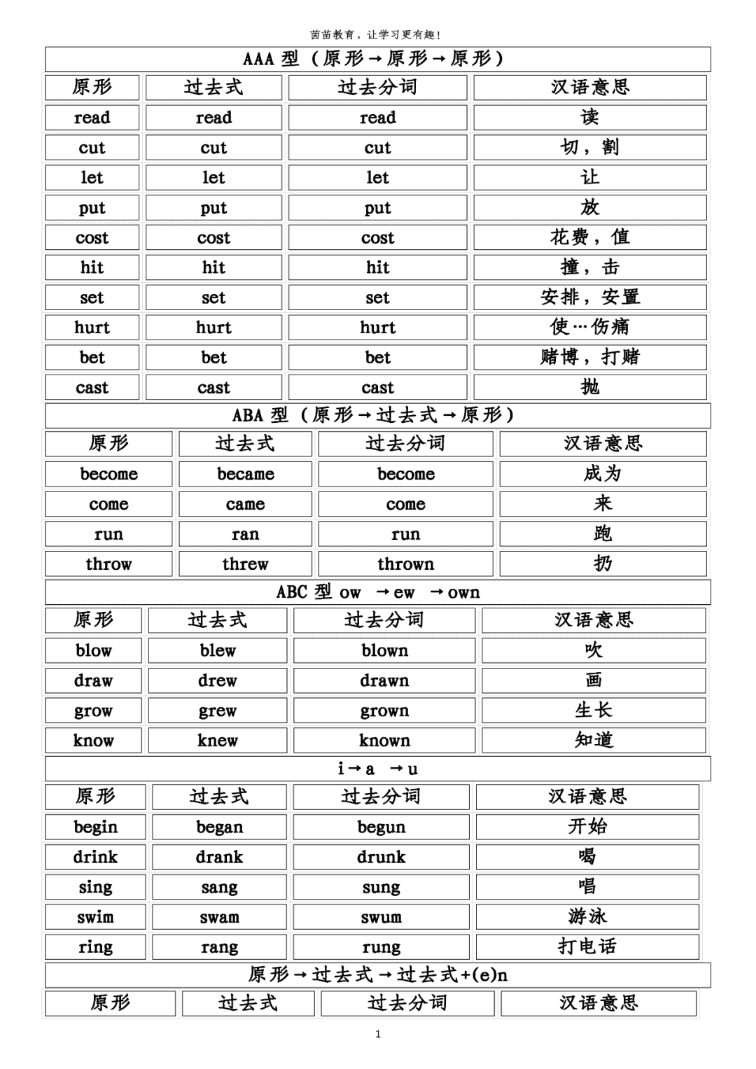 茵苗教育，让学习更有趣！
AAA 型（原形→原形→原形）
原形 过去式 过去分词 汉语意思
read read read 读
cut cut cut 切，割
let let let 让
put put put 放
cost cost cost 花费，值
hit hit hit 撞，击
set set set 安排，安置
hurt hurt hurt 使…伤痛
bet bet bet 赌博，打赌
cast cast cast 抛
ABA 型（原形→过去式→原形）
原形 过去式 过去分词 汉语意思
become became become 成为
come came come 来
run ran run 跑
throw threw thrown 扔
ABC 型 ow →ew →own
原形 过去式 过去分词 汉语意思
blow blew blown 吹
draw drew drawn 画
grow grew grown 生长
know knew known 知道
i→a →u
原形 过去式 过去分词 汉语意思
begin began begun 开始
drink drank drunk 喝
sing sang sung 唱
swim swam swum 游泳
ring rang rung 打电话
原形→过去式→过去式+(e)n
原形 过去式 过去分词 汉语意思
1